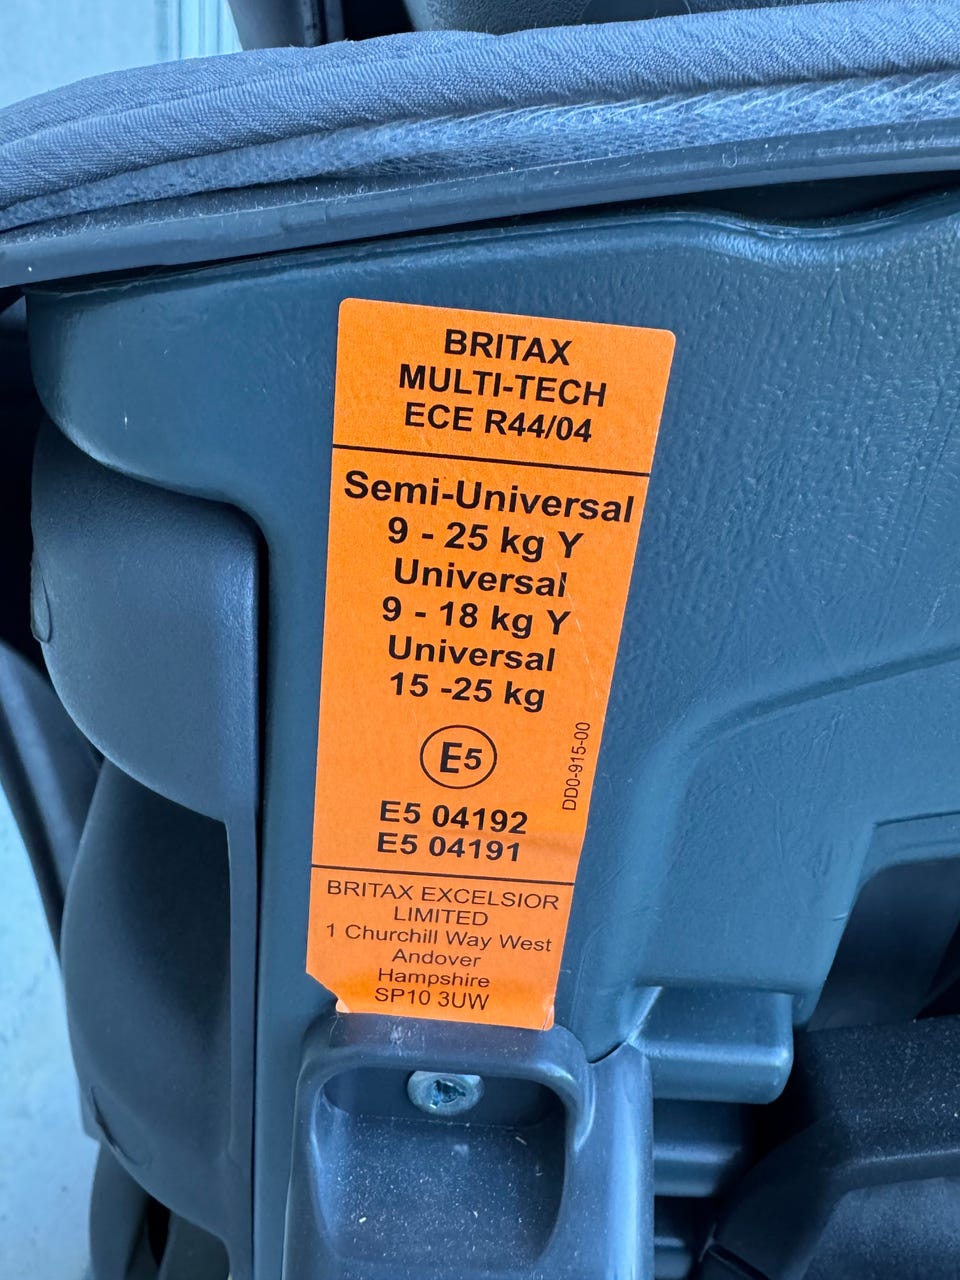 BRITAX
MULTI-TECH
ECE R44/04
Semi-Universal
9 - 25 kg Y
Universal
9 - 18 kg Y
Universal
15 -25 kg
E5
DD0-915-00
E5 04192
E5 04191
BRITAX EXCELSIOR
LIMITED
1 Churchill Way West
Andover
Hampshire
SP10 3UW